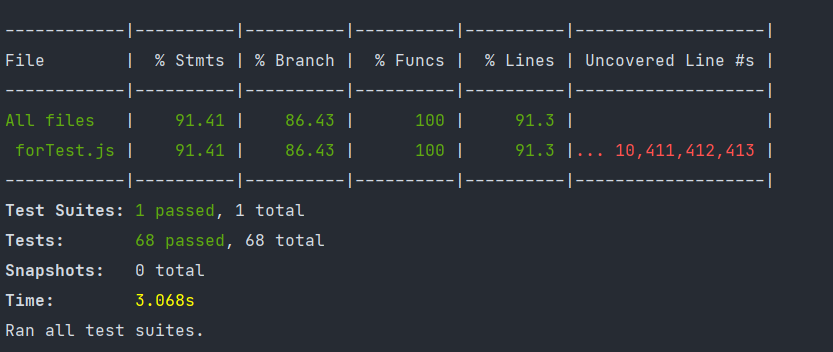 ------------|----------|----------|----------|----------|-------------------|
File        |  % Stmts | % Branch |  % Funcs |  % Lines | Uncovered Line #s |
------------|----------|----------|----------|----------|-------------------|
All files   |    91.41 |    86.43 |      100 |     91.3 |                   |
 forTest.js |    91.41 |    86.43 |      100 |     91.3 |... 10,411,412,413 |
------------|----------|----------|----------|----------|-------------------|
Test Suites: 1 passed, 1 total
Tests:       68 passed, 68 total
Snapshots:   0 total
Time:        3.068s
Ran all test suites.